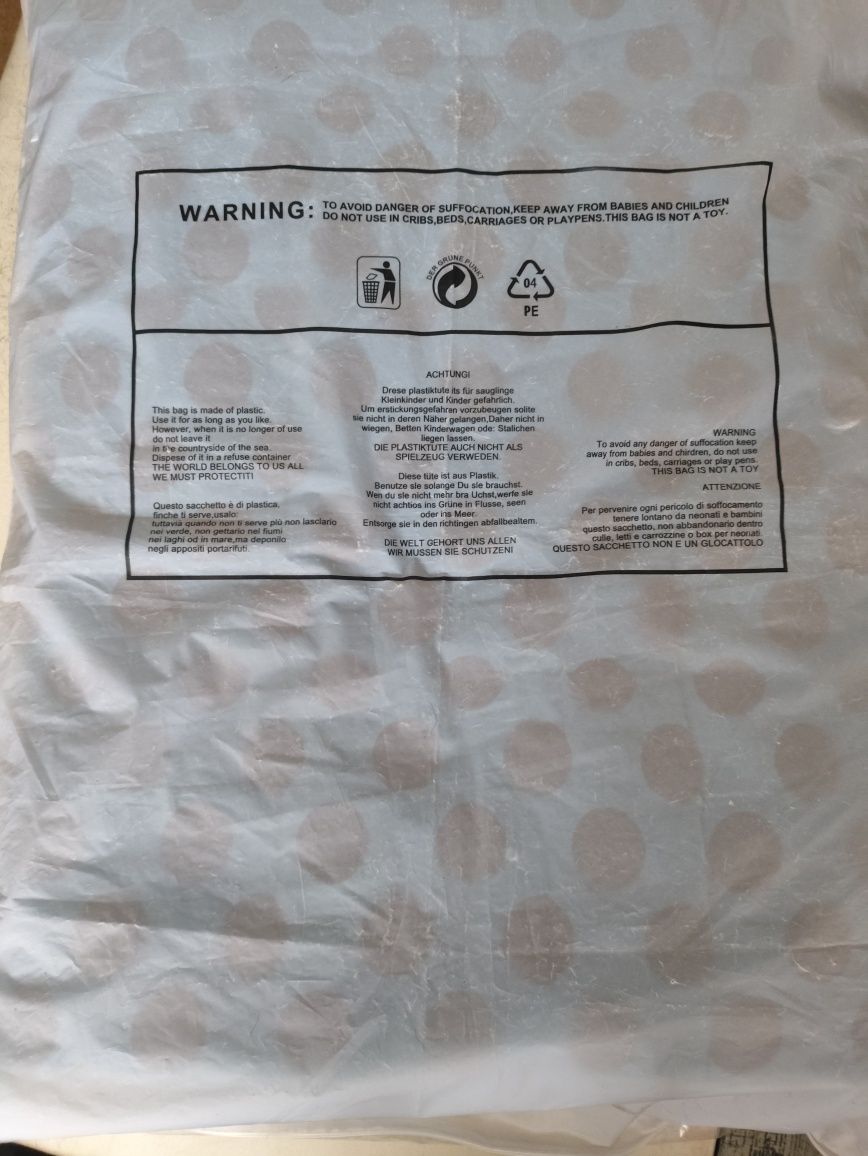 WARNING: TO AVOID DANGER OF SUFFOCATION,KEEP AWAY FROM BABIES AND CHILDREN
DO NOT USE IN CRIBS,BEDS,CARRIAGES OR PLAYPENS.THIS BAG IS NOT A TOY.
DER GRÜNE PUNKT
04
PE
This bag is made of plastic.
Use it for as long as you like.
However, when it is no longer of use
do not leave it
in the countryside of the sea.
Dispese of it in a refuse container
THE WORLD BELONGS TO US ALL
WE MUST PROTECTITI
Questo sacchetto è di plastica,
finche ti serve,usalo:
tuttavia quando non ti serve più non lasclarlo
nei verde, non gettario nei fiumi
nei laghi od in mare,ma deponilo
negli appositi portarifuti.
ACHTUNGI
Drese plastiktute its für sauglinge
Kleinkinder und Kinder gefahrlich.
Um erstickungsgefahren vorzubeugen solite
sie nicht in deren Näher gelangen,Daher nicht in
wiegen, Betten Kinderwagen ode: Stallchen
liegen lassen.
DIE PLASTIKTUTE AUCH NICHT ALS
SPIELZEUG VERWEDEN.
Diese tüte ist aus Plastik.
Benutze sle solange Du sle brauchst.
Wen du sle nicht mehr bra Uchst,werfe sle
nicht achtios ins Grüne in Flusse, seen
oder ins Meer.
Entsorge sie in den richtingen abfallbealtem.
DIE WELT GEHORT UNS ALLEN
WIR MUSSEN SIE SCHUTZENI
WARNING
To avoid any danger of suffocation keep
away from babies and chirdren, do not use
in cribs, beds, carriages or play pens.
THIS BAG IS NOT A TOY
ATTENZIONE
Per pervenire ogni pericolo di soffocamento
tenere lontano da neonati e bambini
questo sacchetto, non abbandonario dentro
culle, letti e carrozzine o box per neonati.
QUESTO SACCHETTO NON E UN GLOCATTOLO